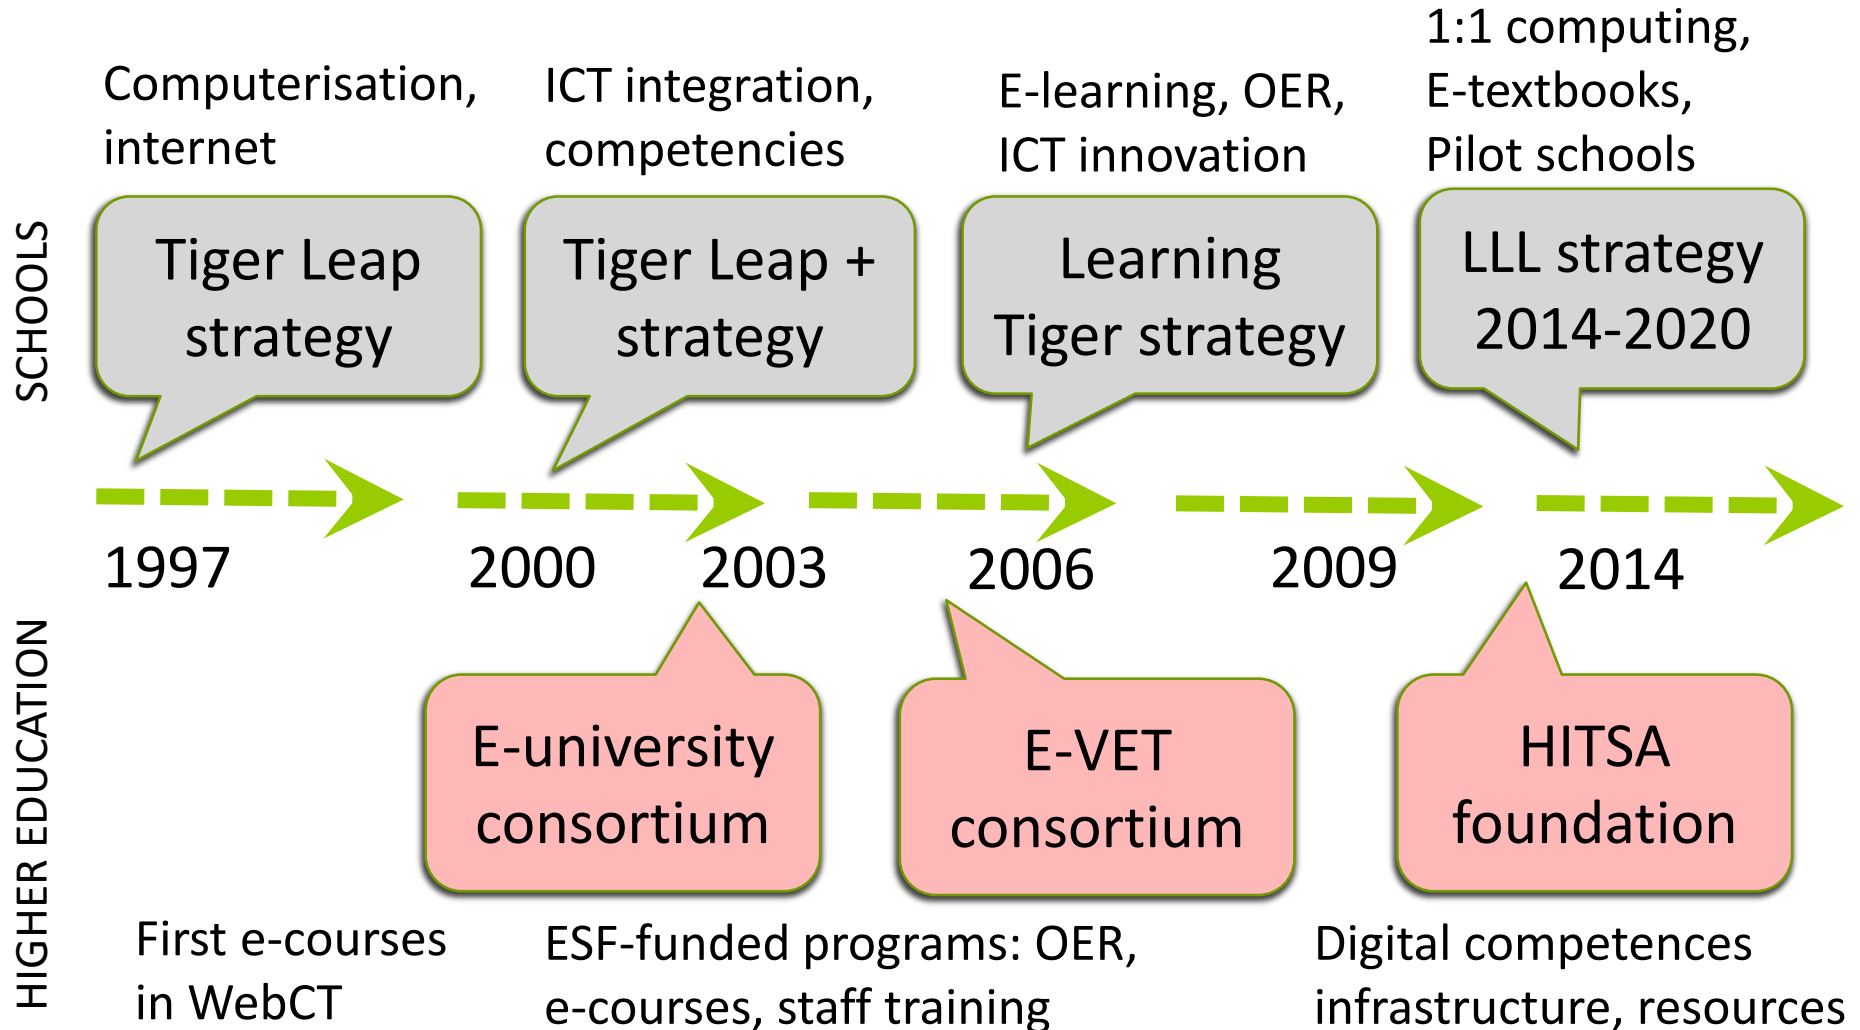 SCHOOLS
Computerisation,
internet
ICT integration,
competencies
E-learning, OER,
ICT innovation
1:1 computing,
E-textbooks,
Pilot schools
Tiger Leap
strategy
Tiger Leap +
strategy
Learning
Tiger strategy
LLL strategy
2014-2020
1997
2000
2003
2006
2009
2014
HIGHER EDUCATION
E-university
consortium
E-VET
consortium
HITSA
foundation
First e-courses
in WebCT
ESF-funded programs: OER,
e-courses, staff training
Digital competences
infrastructure, resources